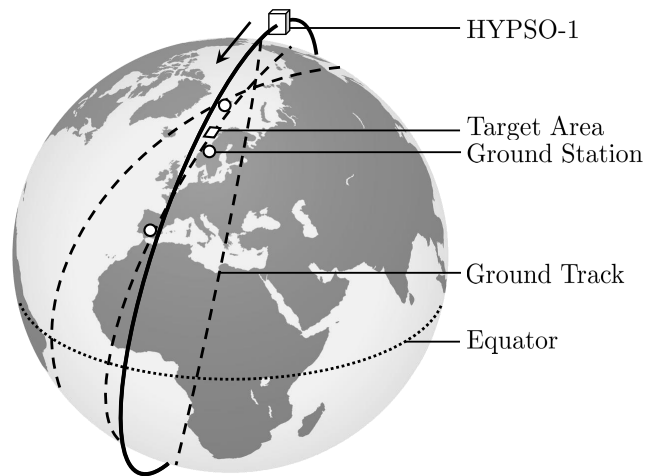 HYPSO-1
Target Area
Ground Station
Ground Track
Equator